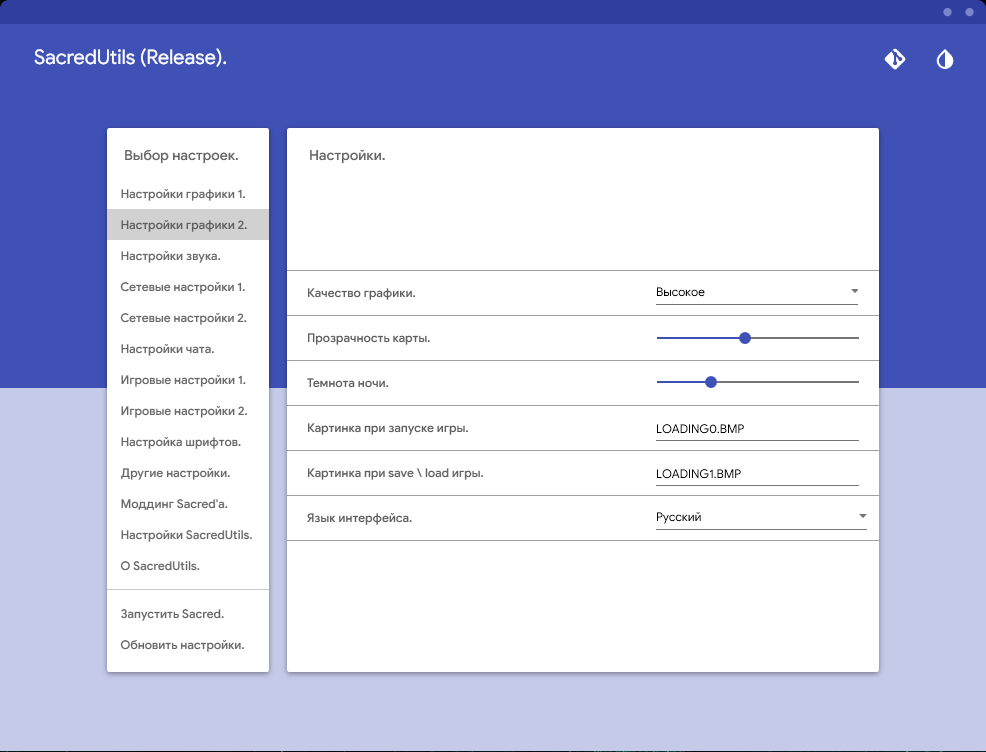 SacredUtils (Release).
Выбор настроек.
Настройки графики 1.
Настройки графики 2.
Настройки звука.
Сетевые настройки 1.
Сетевые настройки 2.
Настройки чата.
Игровые настройки 1.
Игровые настройки 2.
Настройка шрифтов.
Другие настройки.
Моддинг Sacred'a.
Настройки SacredUtils.
О SacredUtils.
Запустить Sacred.
Обновить настройки.
Настройки.
Качество графики. Высокое
Прозрачность карты.
Темнота ночи.
Картинка при запуске игры. LOADING0.BMP
Картинка при save \ load игры. LOADING1.BMP
Язык интерфейса. Русский